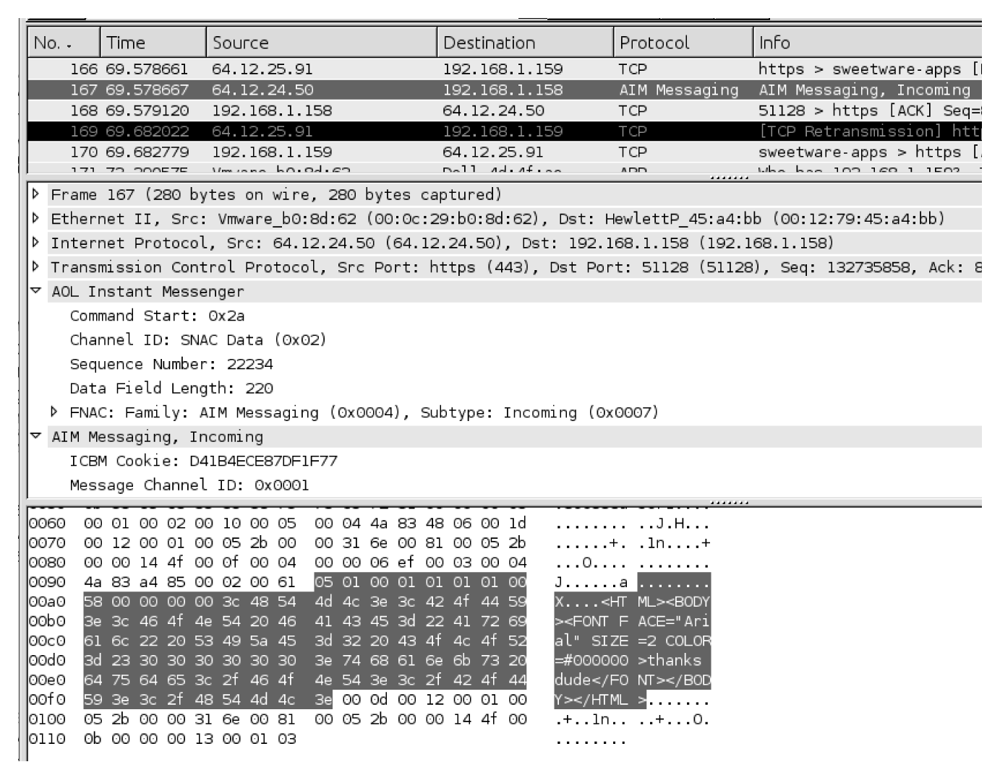 No. Time Source Destination Protocol Info
166 69.578661 64.12.25.91 192.168.1.159 TCP https > sweetware-apps [
167 69.578667 64.12.24.50 192.168.1.158 AIM Messaging AIM Messaging, Incoming
168 69.579120 192.168.1.158 64.12.24.50 TCP 51128 > https [ACK] Seq=
169 69.682022 64.12.25.91 192.168.1.159 TCP [TCP Retransmission] htt
170 69.682779 192.168.1.159 64.12.25.91 TCP sweetware-apps > https [
Frame 167 (280 bytes on wire, 280 bytes captured)
Ethernet II, Src: Vmware_b0:8d:62 (00:0c:29:b0:8d:62), Dst: HewlettP_45:a4:bb (00:12:79:45:a4:bb)
Internet Protocol, Src: 64.12.24.50 (64.12.24.50), Dst: 192.168.1.158 (192.168.1.158)
Transmission Control Protocol, Src Port: https (443), Dst Port: 51128 (51128), Seq: 132735858, Ack: 8
AOL Instant Messenger
Command Start: 0x2a
Channel ID: SNAC Data (0x02)
Sequence Number: 22234
Data Field Length: 220
FNAC: Family: AIM Messaging (0x0004), Subtype: Incoming (0x0007)
AIM Messaging, Incoming
ICBM Cookie: D41B4ECE87DF1F77
Message Channel ID: 0x0001
0060 00 01 00 02 00 10 00 05 00 04 4a 83 48 06 00 1d ........ ..J.H...
0070 00 12 00 01 00 05 2b 00 00 31 6e 00 81 00 05 2b ......+. .1n....+
0080 00 00 14 4f 00 0f 00 04 00 00 06 ef 00 03 00 04 ...O.... ........
0090 4a 83 a4 85 00 02 00 61 05 01 00 01 01 01 01 00 J......a ........
00a0 58 00 00 00 00 3c 48 54 4d 4c 3e 3c 42 4f 44 59 X....<HT ML><BODY
00b0 3e 3c 46 4f 4e 54 20 46 41 43 45 3d 22 41 72 69 ><FONT F ACE="Ari
00c0 61 6c 22 20 53 49 5a 45 3d 32 20 43 4f 4c 4f 52 al" SIZE =2 COLOR
00d0 3d 23 30 30 30 30 30 30 3e 74 68 61 6e 6b 73 20 =#000000 >thanks
00e0 64 75 64 65 3c 2f 46 4f 4e 54 3e 3c 2f 42 4f 44 dude</FO NT></BOD
00f0 59 3e 3c 2f 48 54 4d 4c 3e 00 0d 00 12 00 01 00 Y></HTML >.......
0100 05 2b 00 00 31 6e 00 81 00 05 2b 00 00 14 4f 00 .+..1n.. ..+...O.
0110 0b 00 00 00 13 00 01 03 ........